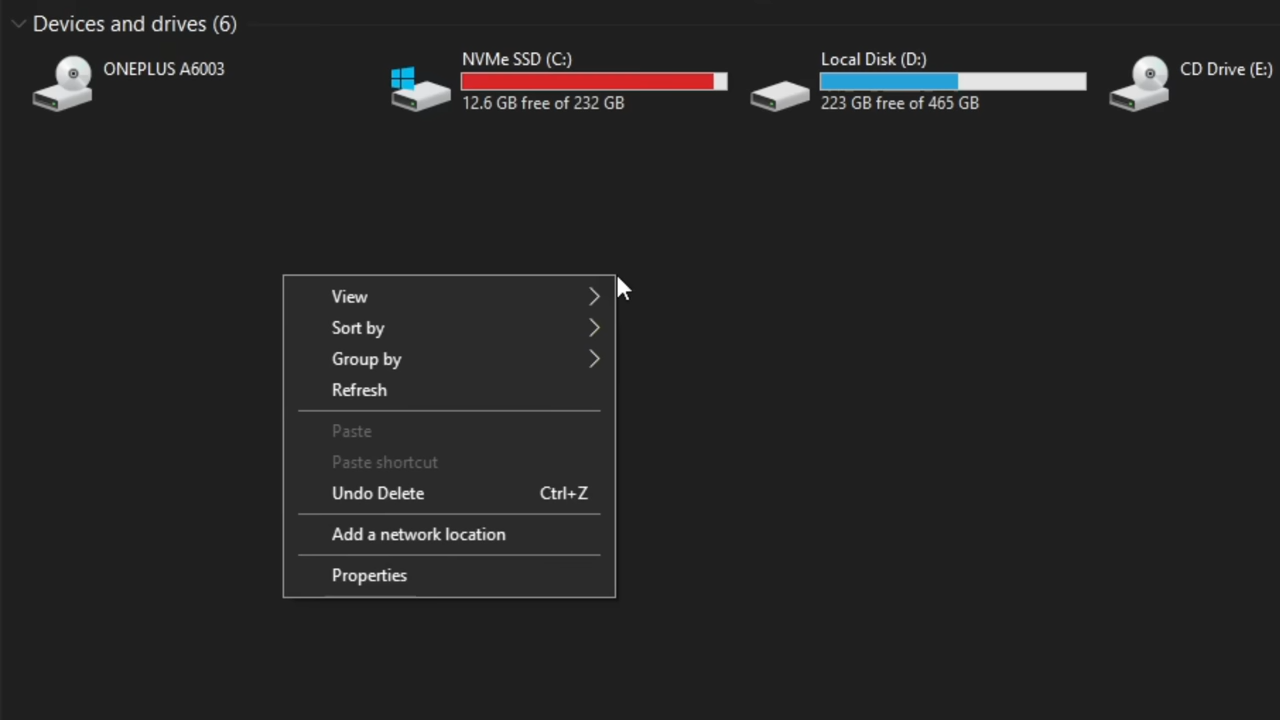 Devices and drives (6)
ONEPLUS A6003
NVMe SSD (C:)
12.6 GB free of 232 GB
Local Disk (D:)
223 GB free of 465 GB
CD Drive (E:)
View
Sort by
Group by
Refresh
Paste
Paste shortcut
Undo Delete Ctrl+Z
Add a network location
Properties